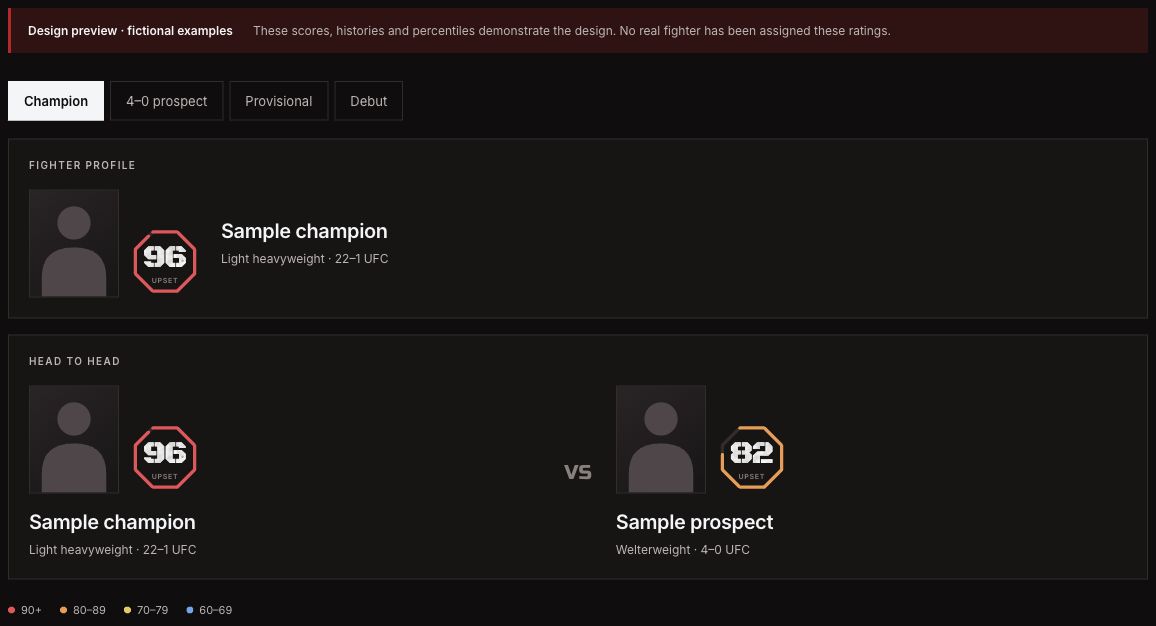 Design preview · fictional examples These scores, histories and percentiles demonstrate the design. No real fighter has been assigned these ratings.
Champion 4–0 prospect Provisional Debut
FIGHTER PROFILE
96
UPSET
Sample champion
Light heavyweight · 22–1 UFC
HEAD TO HEAD
96
UPSET
Sample champion
Light heavyweight · 22–1 UFC
VS
82
UPSET
Sample prospect
Welterweight · 4–0 UFC
90+ 80–89 70–79 60–69